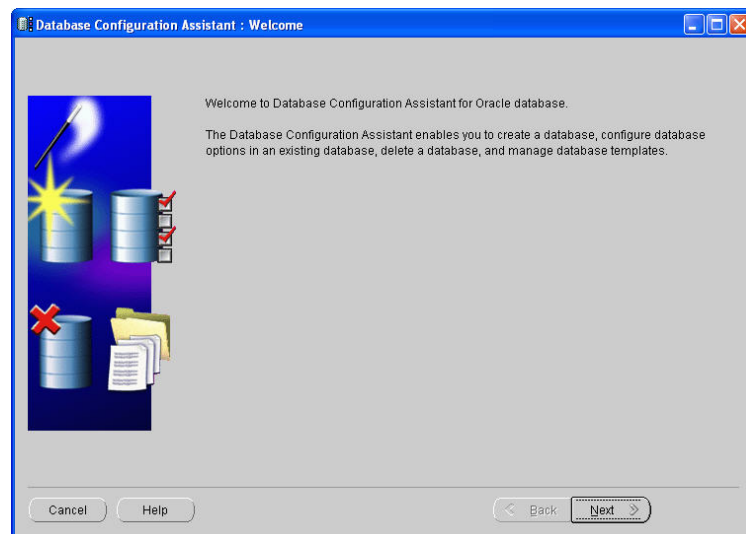 Database Configuration Assistant : Welcome
Welcome to Database Configuration Assistant for Oracle database.
The Database Configuration Assistant enables you to create a database, configure database
options in an existing database, delete a database, and manage database templates.
Cancel
Help
Back
Next